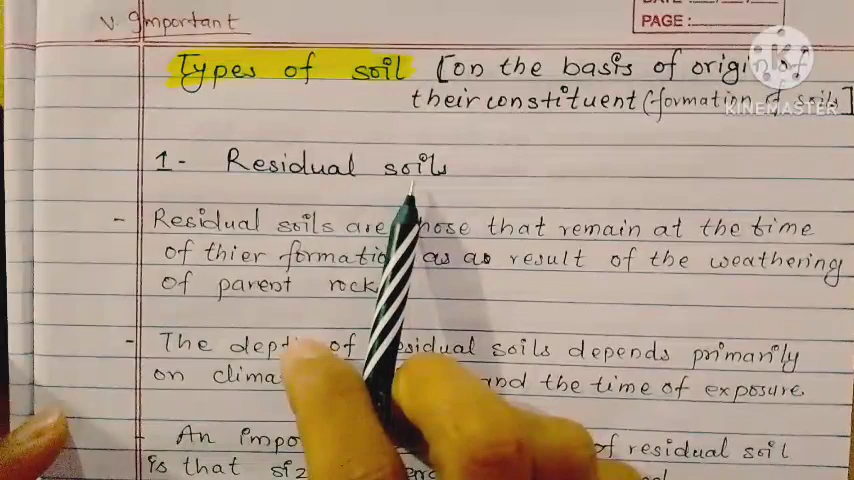 V. Important
PAGE:
Types of soil [on the basis of origin of
their constituent (formation of soils]
KINEMASTER
1- Residual soils
- Residual soils are those that remain at the time
of thier formation as as result of the weathering
of parent rock
- The depth of residual soils depends primarily
on and the time of exposure
An of residual soil
is that